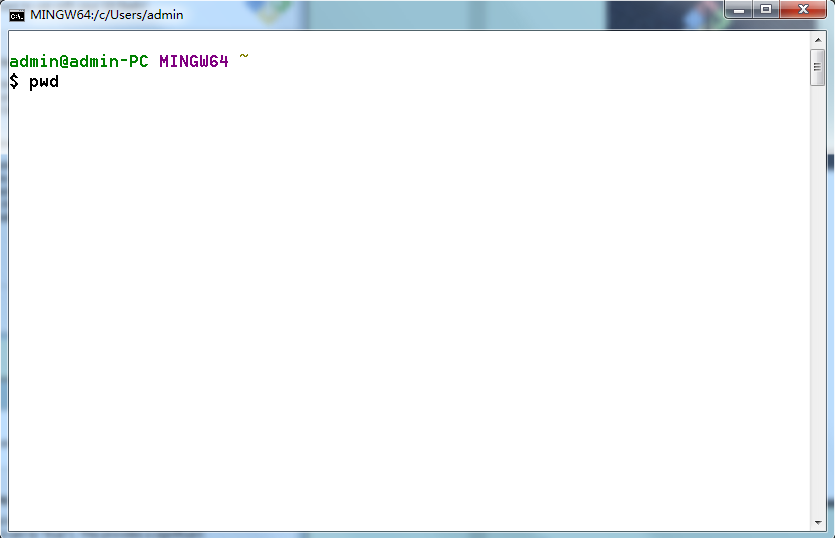 MINGW64:/c/Users/admin
admin@admin-PC MINGW64 ~
$ pwd